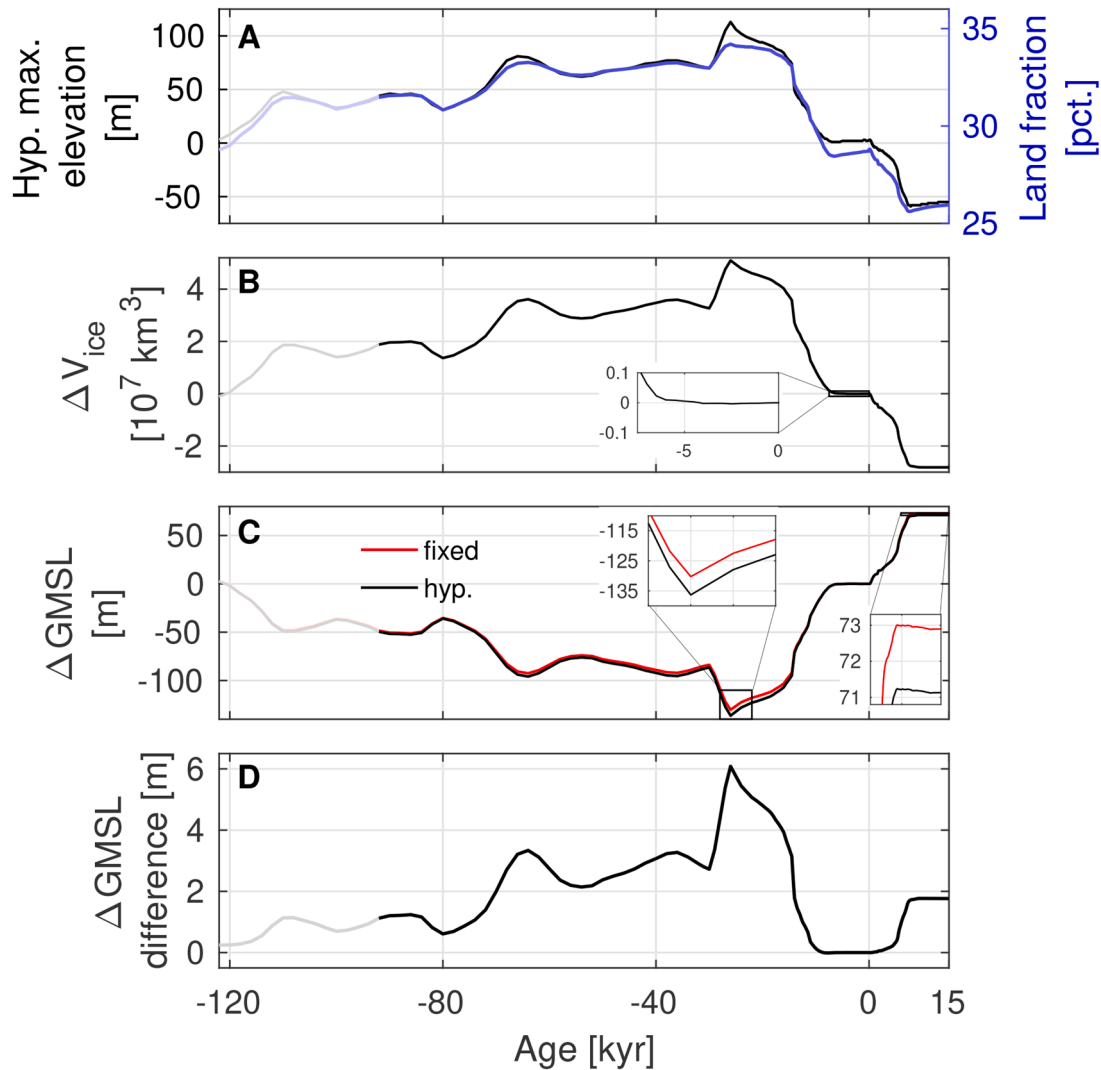 A
Hyp. max.
elevation
[m]
100
50
0
-50
35
30
25
Land fraction
[pct.]
B
Δ V_ice
[10^7 km^3]
4
2
0
-2
0.1
0
-0.1
-5
0
C
ΔGMSL
[m]
50
0
-50
-100
fixed
hyp.
-115
-125
-135
73
72
71
D
ΔGMSL
difference [m]
6
4
2
0
-120
-80
-40
0
15
Age [kyr]